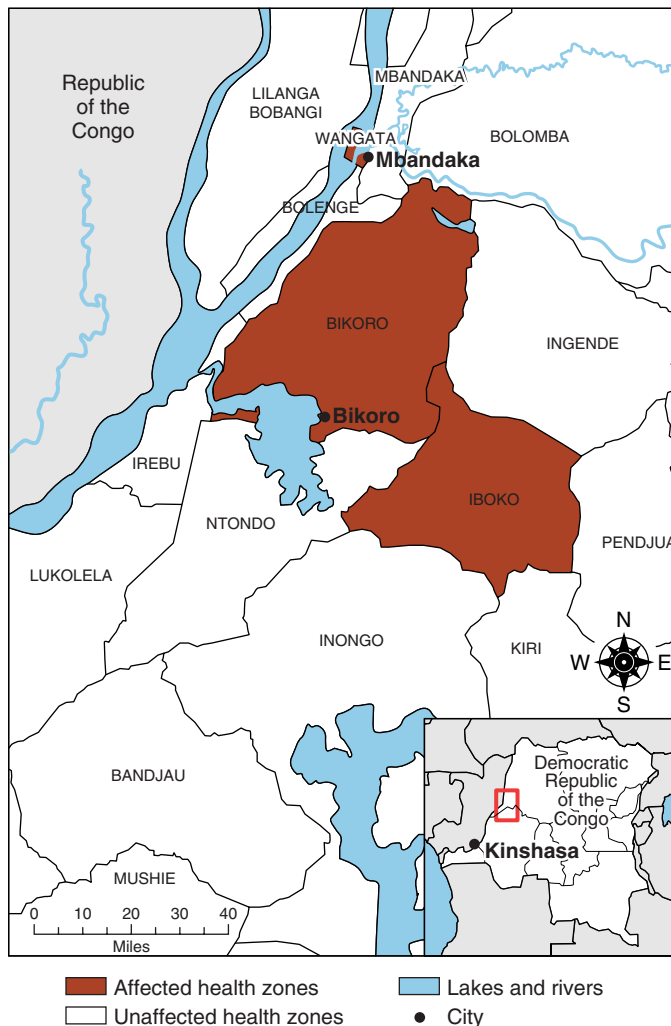 Republic
of the
Congo
MBANDAKA
LILANGA
BOBANGI
WANGATA
BOLOMBA
Mbandaka
BOLENGE
BIKORO
INGENDE
Bikoro
IREBU
IBOKO
NTONDO
PENDJUA
LUKOLELA
INONGO
KIRI
N
W E
S
BANDJAU
Democratic
Republic
of the
Congo
Kinshasa
MUSHIE
0 10 20 30 40
Miles
Affected health zones
Lakes and rivers
Unaffected health zones
City